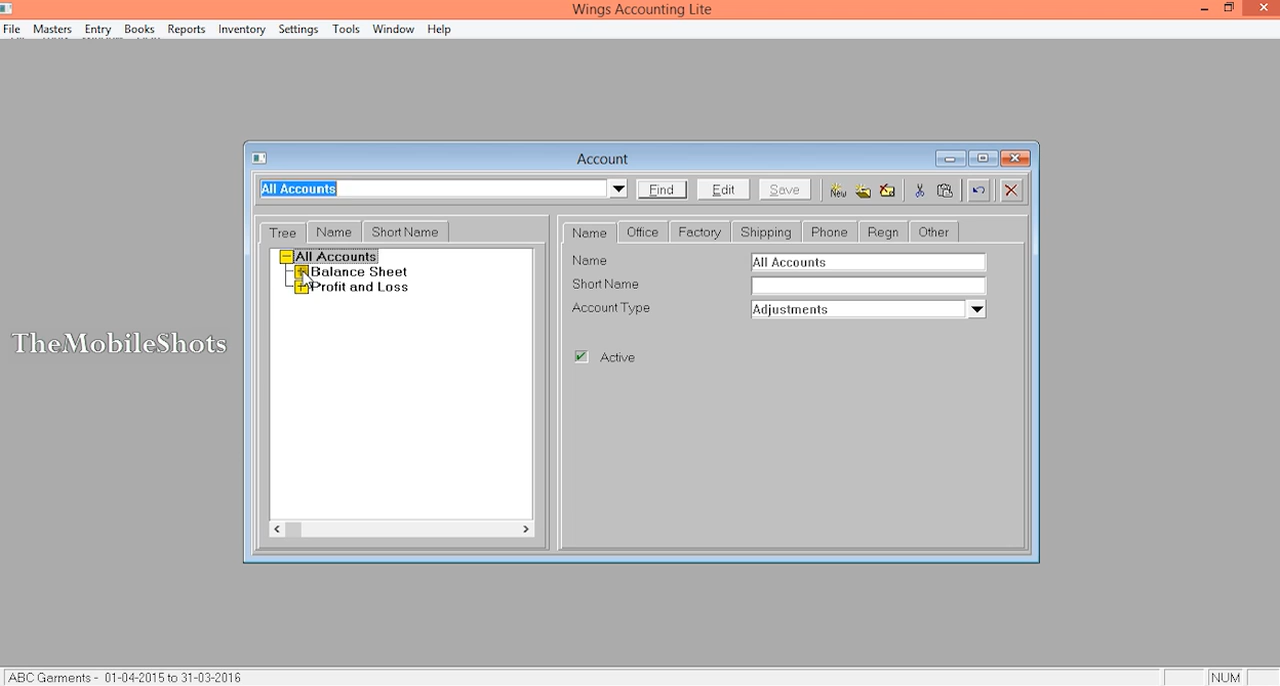 Wings Accounting Lite
File Masters Entry Books Reports Inventory Settings Tools Window Help
Account
All Accounts Find Edit Save New
Tree Name Short Name
Name Office Factory Shipping Phone Regn Other
All Accounts
Balance Sheet
Profit and Loss
Name All Accounts
Short Name
Account Type Adjustments
Active
TheMobileShots
ABC Garments - 01-04-2015 to 31-03-2016 NUM